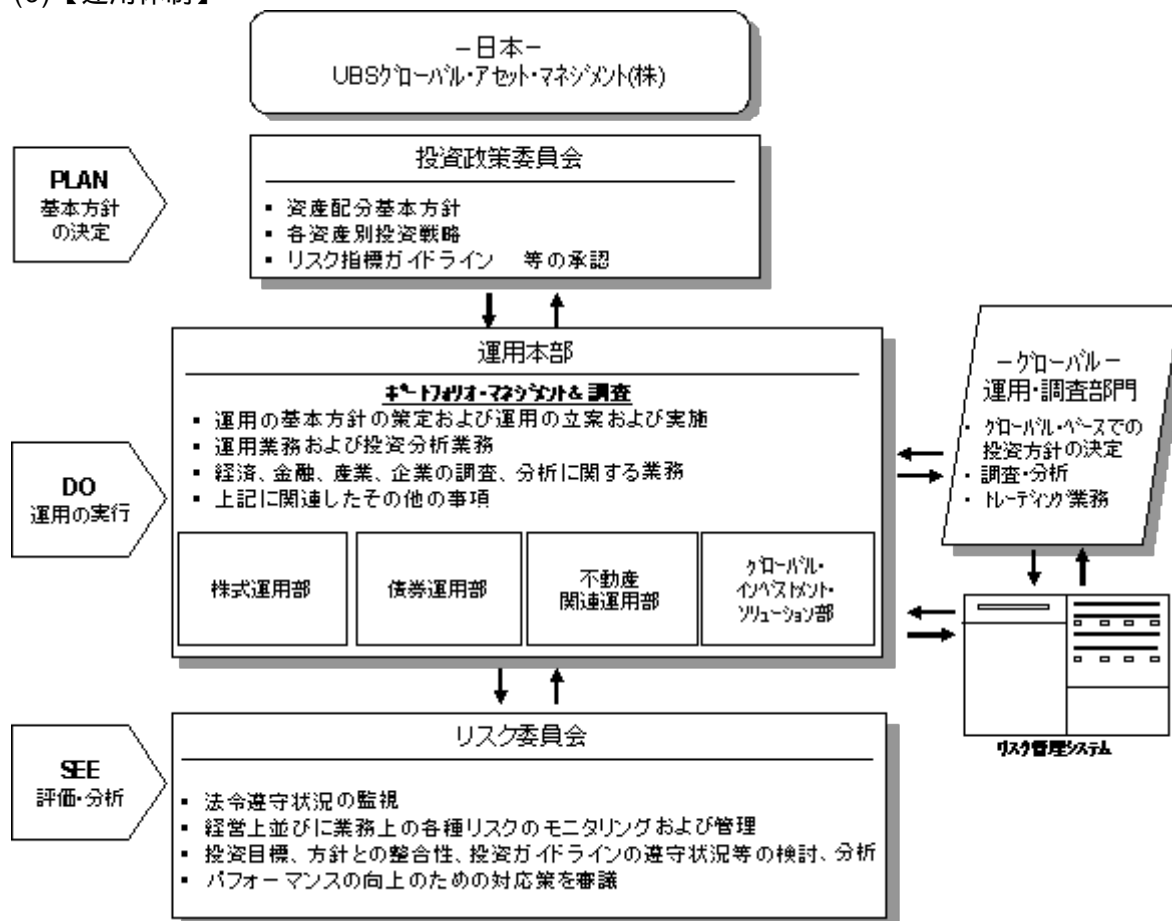 (3)【運用体制】
－日本－
UBSグローバル・アセット・マネジメント(株)
PLAN
基本方針
の決定
投資政策委員会
▪ 資産配分基本方針
▪ 各資産別投資戦略
▪ リスク指標ガイドライン 等の承認
運用本部
ポートフォリオ・マネジメント& 調査
▪ 運用の基本方針の策定および運用の立案および実施
▪ 運用業務および投資分析業務
▪ 経済、金融、産業、企業の調査、分析に関する業務
▪ 上記に関連したその他の事項
DO
運用の実行
株式運用部
債券運用部
不動産
関連運用部
グローバル・
インベストメント・
ソリューション部
－グローバル－
運用・調査部門
・ グローバル・ベースでの
投資方針の決定
・ 調査・分析
・ トレーディング業務
リスク管理システム
SEE
評価・分析
リスク委員会
▪ 法令遵守状況の監視
▪ 経営上並びに業務上の各種リスクのモニタリングおよび管理
▪ 投資目標、方針との整合性、投資ガイドラインの遵守状況等の検討、分析
▪ パフォーマンスの向上のための対応策を審議